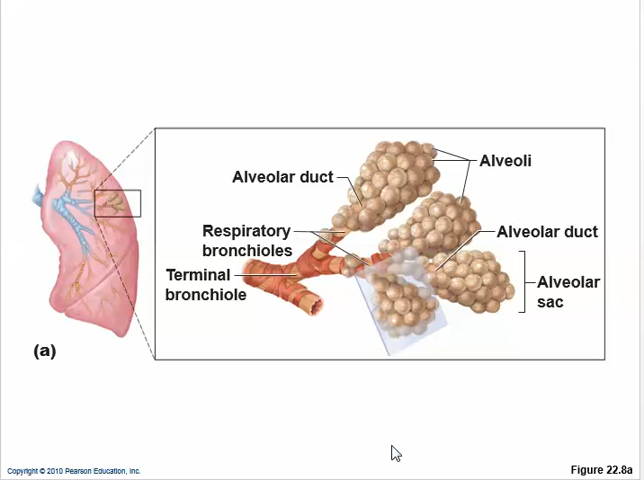 Alveoli
Alveolar duct
Respiratory
bronchioles
Alveolar duct
Terminal
bronchiole
Alveolar
sac
(a)
Copyright © 2010 Pearson Education, Inc.
Figure 22.8a